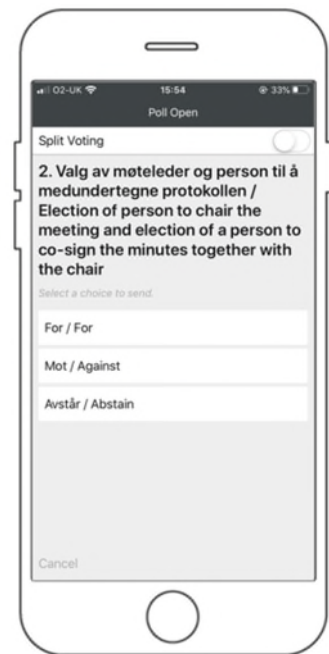 O2-UK 15:54 33%
Poll Open
Split Voting
2. Valg av møteleder og person til å
medundertegne protokollen /
Election of person to chair the
meeting and election of a person to
co-sign the minutes together with
the chair
Select a choice to send.
For / For
Mot / Against
Avstår / Abstain
Cancel